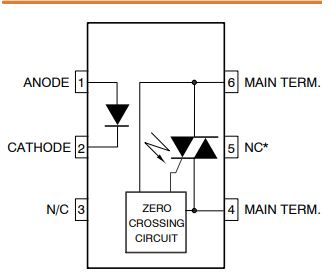 ANODE 1
6 MAIN TERM.
CATHODE 2
5 NC*
N/C 3
ZERO
CROSSING
CIRCUIT
4 MAIN TERM.